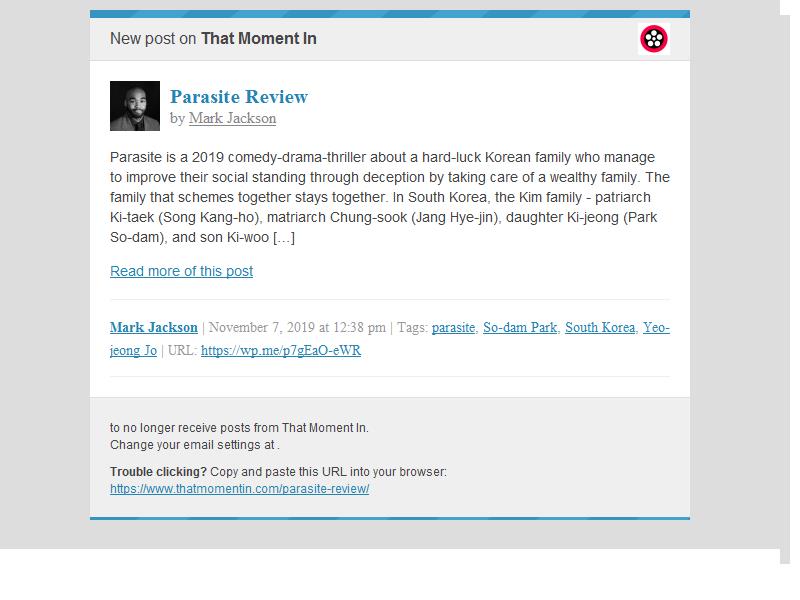 New post on That Moment In
Parasite Review
by Mark Jackson
Parasite is a 2019 comedy-drama-thriller about a hard-luck Korean family who manage
to improve their social standing through deception by taking care of a wealthy family. The
family that schemes together stays together. In South Korea, the Kim family - patriarch
Ki-taek (Song Kang-ho), matriarch Chung-sook (Jang Hye-jin), daughter Ki-jeong (Park
So-dam), and son Ki-woo […]
Read more of this post
Mark Jackson | November 7, 2019 at 12:38 pm | Tags: parasite, So-dam Park, South Korea, Yeo-
jeong Jo | URL: https://wp.me/p7gEaO-eWR
to no longer receive posts from That Moment In.
Change your email settings at .
Trouble clicking? Copy and paste this URL into your browser:
https://www.thatmomentin.com/parasite-review/